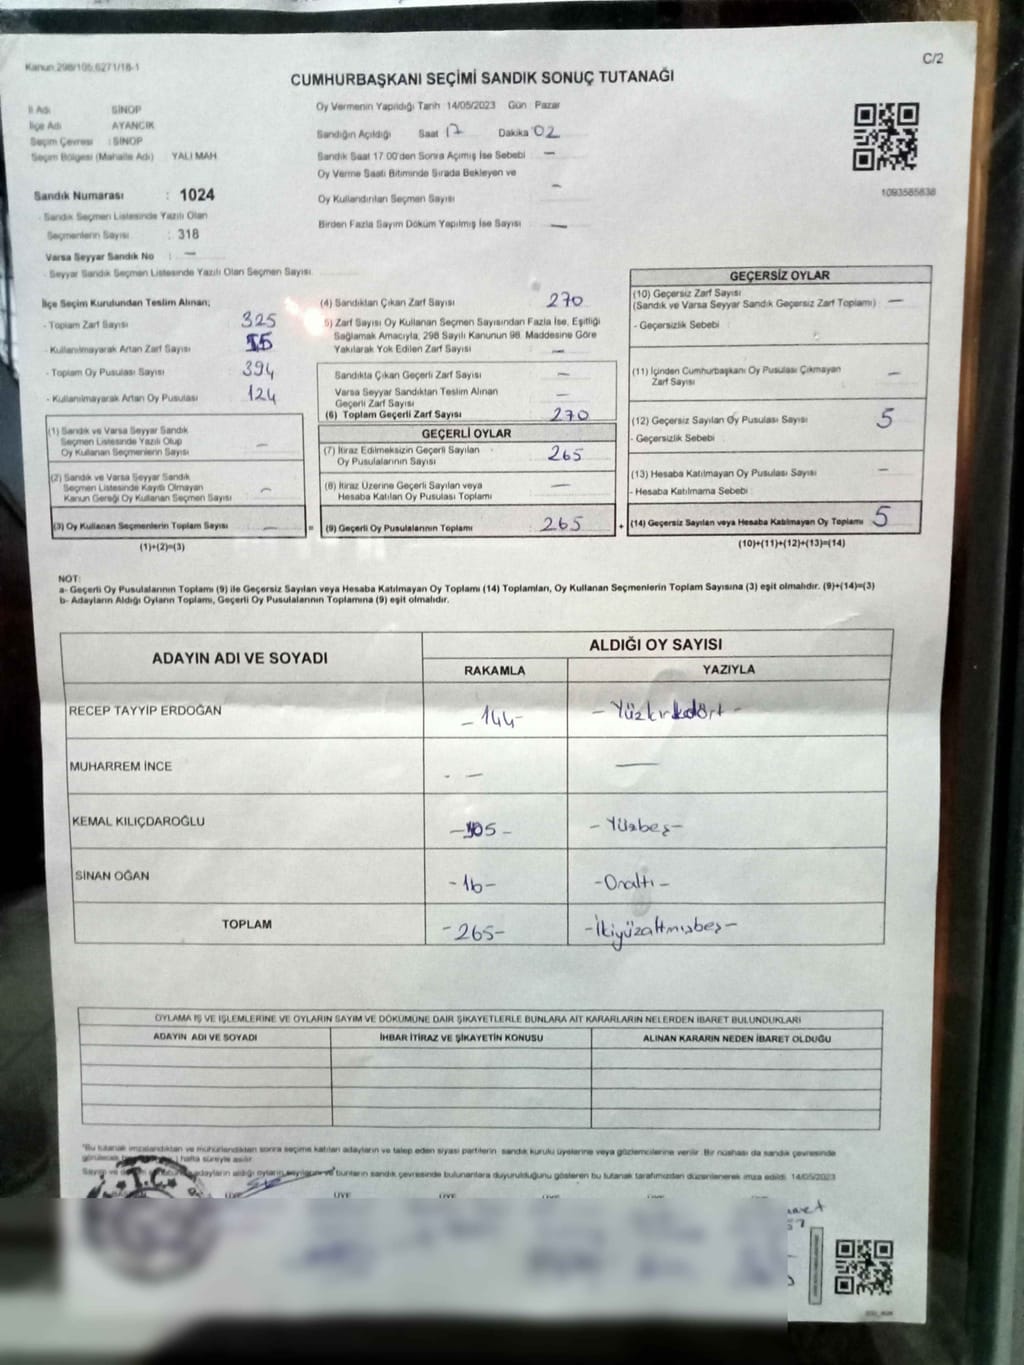 Kanun:298/105,6271/18-1
C/2
CUMHURBAŞKANI SEÇİMİ SANDIK SONUÇ TUTANAĞI
İl Adı SİNOP
İlçe Adı AYANCIK
Seçim Çevresi : SİNOP
Seçim Bölgesi (Mahalle Adı) YALI MAH
Sandık Numarası : 1024
- Sandık Seçmen Listesinde Yazılı Olan
Seçmenlerin Sayısı : 318
Varsa Seyyar Sandık No : —
- Seyyar Sandık Seçmen Listesinde Yazılı Olan Seçmen Sayısı
Oy Vermenin Yapıldığı Tarih : 14/05/2023 Gün : Pazar
Sandığın Açıldığı Saat 17 Dakika 02
Sandık Saat 17.00'den Sonra Açılmış İse Sebebi : —
Oy Verme Saati Bitiminde Sırada Bekleyen ve
Oy Kullandırılan Seçmen Sayısı —
Birden Fazla Sayım Döküm Yapılmış İse Sayısı : —
1093585838
İlçe Seçim Kurulundan Teslim Alınan;
- Toplam Zarf Sayısı 325
- Kullanılmayarak Artan Zarf Sayısı 55
- Toplam Oy Pusulası Sayısı 394
- Kullanılmayarak Artan Oy Pusulası 124
(1) Sandık ve Varsa Seyyar Sandık
Seçmen Listesinde Yazılı Olup
Oy Kullanan Seçmenlerin Sayısı —
(2) Sandık ve Varsa Seyyar Sandık
Seçmen Listesinde Kayıtlı Olmayan
Kanun Gereği Oy Kullanan Seçmen Sayısı —
(3) Oy Kullanan Seçmenlerin Toplam Sayısı — =
(1)+(2)=(3)
(4) Sandıktan Çıkan Zarf Sayısı 270
(5) Zarf Sayısı Oy Kullanan Seçmen Sayısından Fazla İse, Eşitliği
Sağlamak Amacıyla, 298 Sayılı Kanunun 98. Maddesine Göre
Yakılarak Yok Edilen Zarf Sayısı —
Sandıkta Çıkan Geçerli Zarf Sayısı —
Varsa Seyyar Sandıktan Teslim Alınan
Geçerli Zarf Sayısı —
(6) Toplam Geçerli Zarf Sayısı 270
GEÇERLİ OYLAR
(7) İtiraz Edilmeksizin Geçerli Sayılan
Oy Pusulalarının Sayısı 265
(8) İtiraz Üzerine Geçerli Sayılan veya
Hesaba Katılan Oy Pusulası Toplamı —
(9) Geçerli Oy Pusulalarının Toplamı 265 +
GEÇERSİZ OYLAR
(10) Geçersiz Zarf Sayısı
(Sandık ve Varsa Seyyar Sandık Geçersiz Zarf Toplamı) —
- Geçersizlik Sebebi :
(11) İçinden Cumhurbaşkanı Oy Pusulası Çıkmayan
Zarf Sayısı —
(12) Geçersiz Sayılan Oy Pusulası Sayısı 5
- Geçersizlik Sebebi :
(13) Hesaba Katılmayan Oy Pusulası Sayısı —
- Hesaba Katılmama Sebebi :
(14) Geçersiz Sayılan veya Hesaba Katılmayan Oy Toplamı 5
(10)+(11)+(12)+(13)=(14)
NOT:
a- Geçerli Oy Pusulalarının Toplamı (9) ile Geçersiz Sayılan veya Hesaba Katılmayan Oy Toplamı (14) Toplamları, Oy Kullanan Seçmenlerin Toplam Sayısına (3) eşit olmalıdır. (9)+(14)=(3)
b- Adayların Aldığı Oyların Toplamı, Geçerli Oy Pusulalarının Toplamına (9) eşit olmalıdır.
ADAYIN ADI VE SOYADI ALDIĞI OY SAYISI
RAKAMLA YAZIYLA
RECEP TAYYİP ERDOĞAN -144- -Yüzkırkdört-
MUHARREM İNCE - — —
KEMAL KILIÇDAROĞLU -105- -Yüzbeş-
SİNAN OĞAN -16- -Onaltı-
TOPLAM -265- -İkiyüzaltmışbeş-
OYLAMA İŞ VE İŞLEMLERİNE VE OYLARIN SAYIM VE DÖKÜMÜNE DAİR ŞİKAYETLERLE BUNLARA AİT KARARLARIN NELERDEN İBARET BULUNDUKLARI
ADAYIN ADI VE SOYADI İHBAR İTİRAZ VE ŞİKAYETİN KONUSU ALINAN KARARIN NEDEN İBARET OLDUĞU
"Bu tutanak imzalandıktan ve mühürlendikten sonra seçime katılan adayların ve talep eden siyasi partilerin sandık kurulu üyelerine veya gözlemcilerine verilir. Bir nüshası da sandık çevresinde
görülecek hafta süreyle asılır.
Sayım ve adayların aldığı oyların sayılarını ve bunların sandık çevresinde bulunanlara duyurulduğunu gösteren bu tutanak tarafımızdan düzenlenerek imza edildi. 14/05/2023
T.C.
ÜYE ÜYE ÜYE ÜYE ÜYE